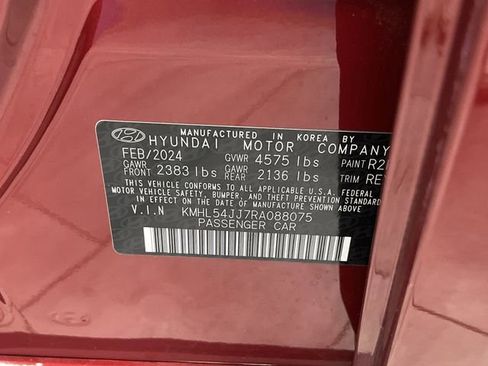 MANUFACTURED IN KOREA BY
HYUNDAI MOTOR COMPANY
FEB/2024 GVWR 4575 lbs PAINT
GAWR FRONT 2383 lbs GAWR REAR 2136 lbs TRIM
THIS VEHICLE CONFORMS TO ALL APPLICABLE U.S.A. FEDERAL
MOTOR VEHICLE SAFETY, BUMPER, AND THEFT PREVENTION STANDARDS
IN EFFECT ON THE DATE OF MANUFACTURE SHOWN ABOVE.
V.I.N KMHL54JJ7RA088075
PASSENGER CAR